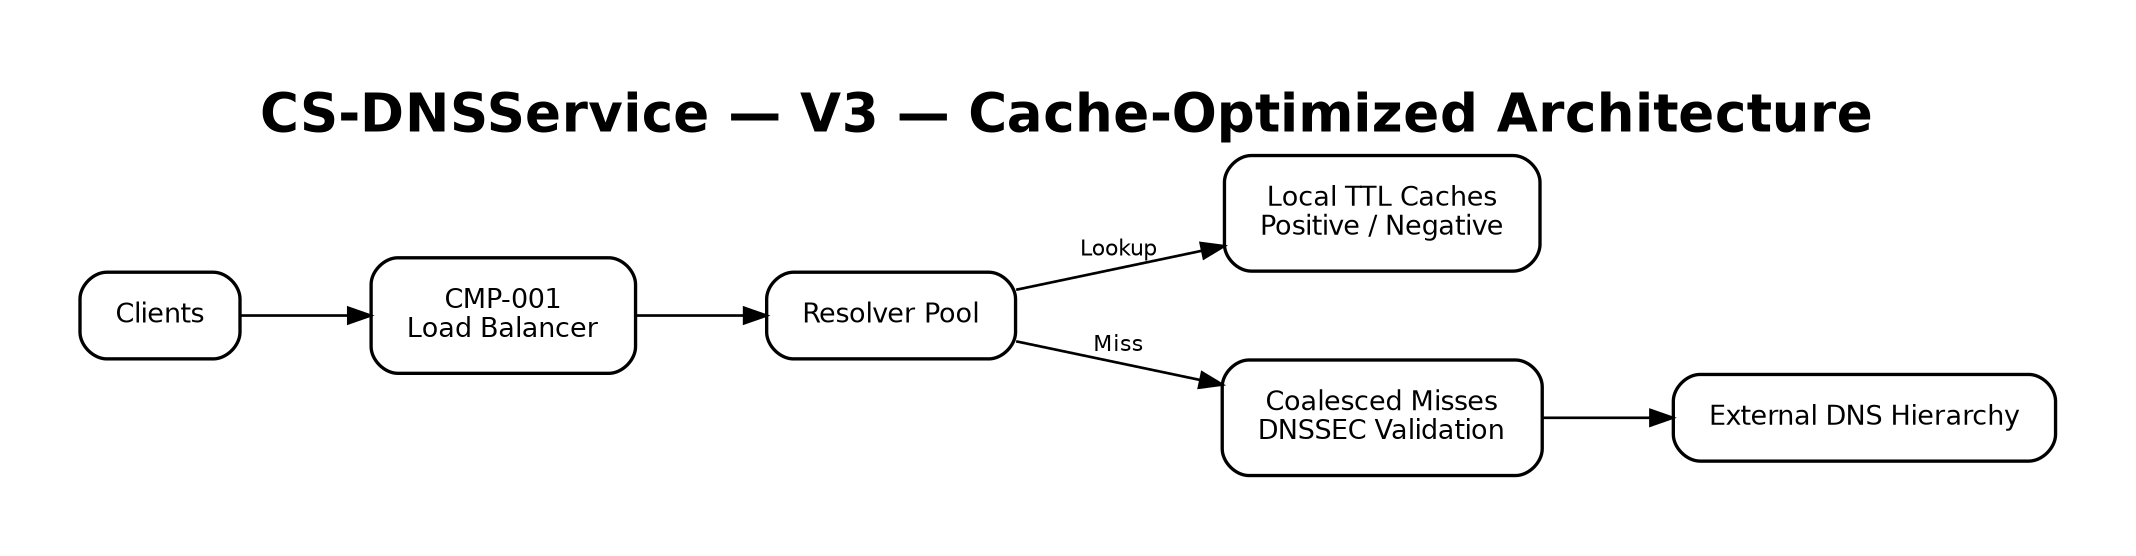 CS-DNSService — V3 — Cache-Optimized Architecture
Clients
CMP-001
Load Balancer
Resolver Pool
Lookup
Local TTL Caches
Positive / Negative
Miss
Coalesced Misses
DNSSEC Validation
External DNS Hierarchy